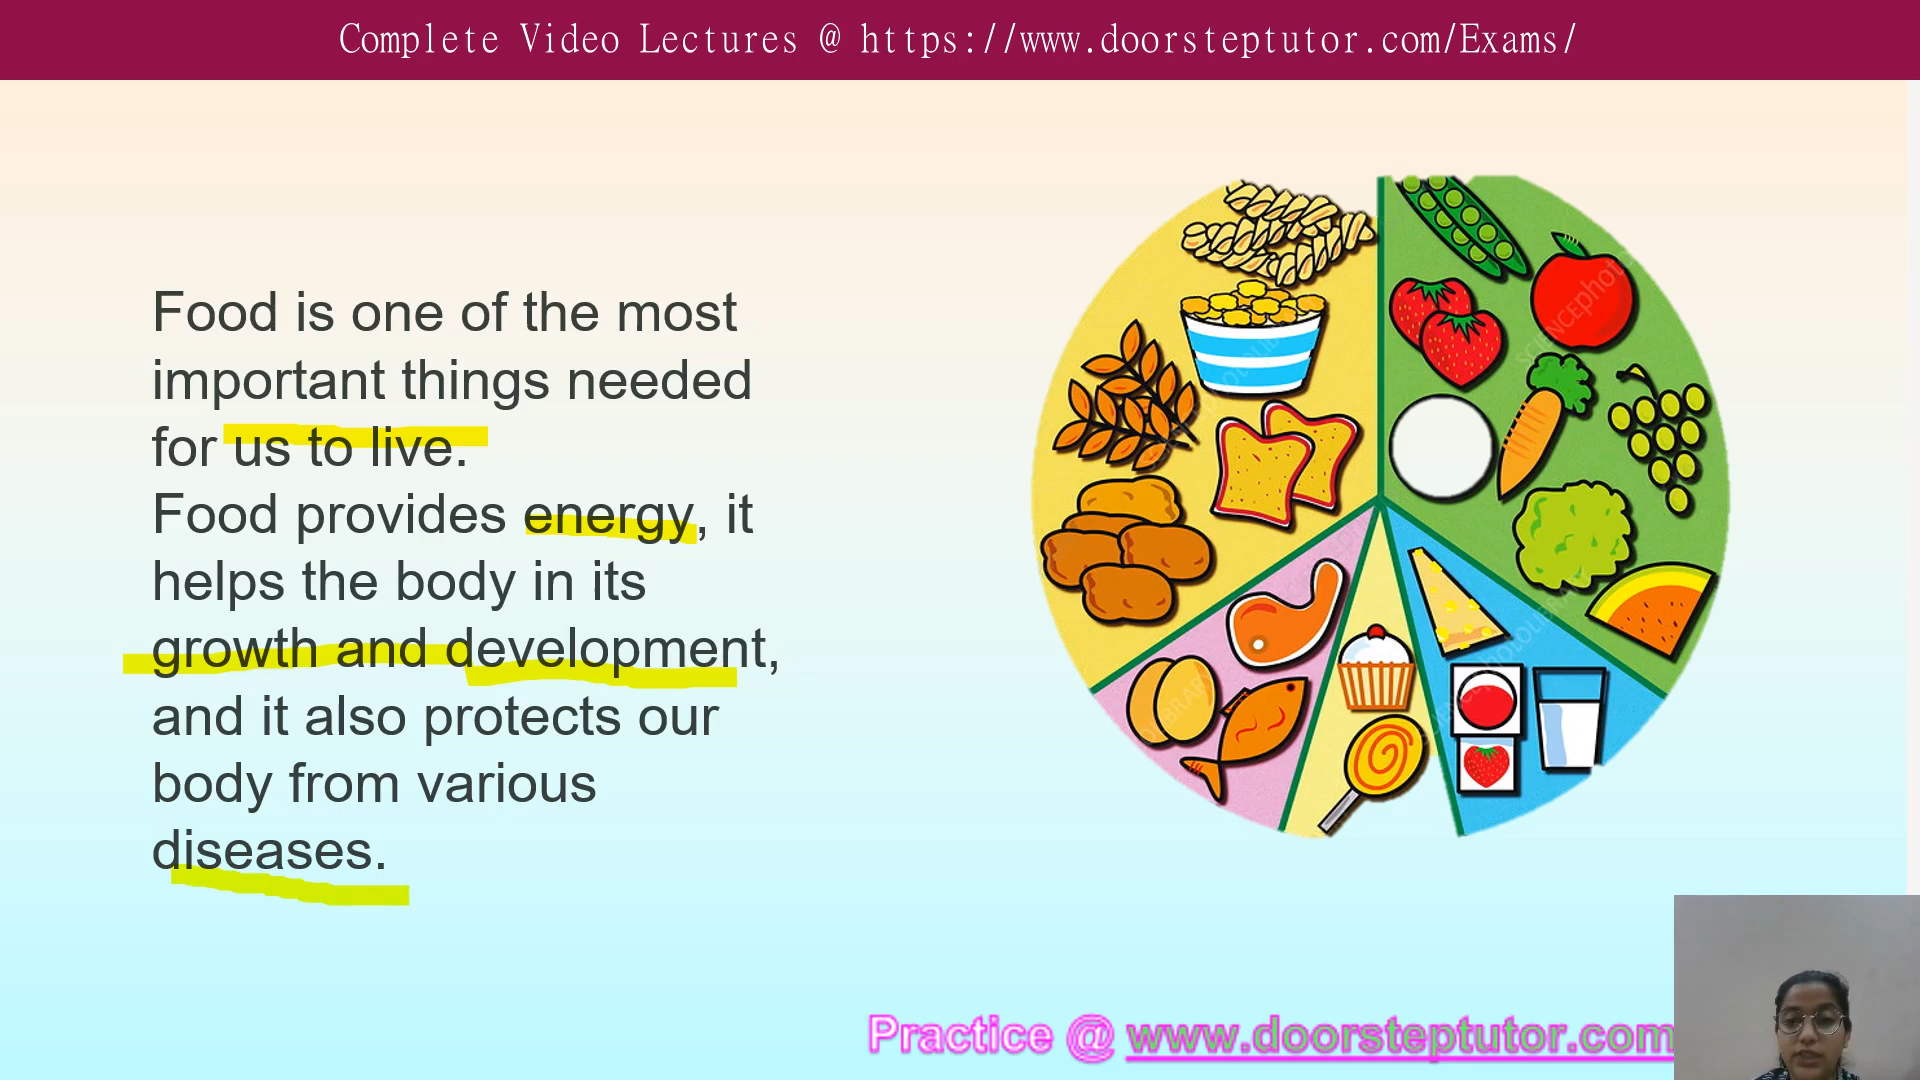 Complete Video Lectures @ https://www.doorsteptutor.com/Exams/
Food is one of the most
important things needed
for us to live.
Food provides energy, it
helps the body in its
growth and development,
and it also protects our
body from various
diseases.
Practice @ www.doorsteptutor.com